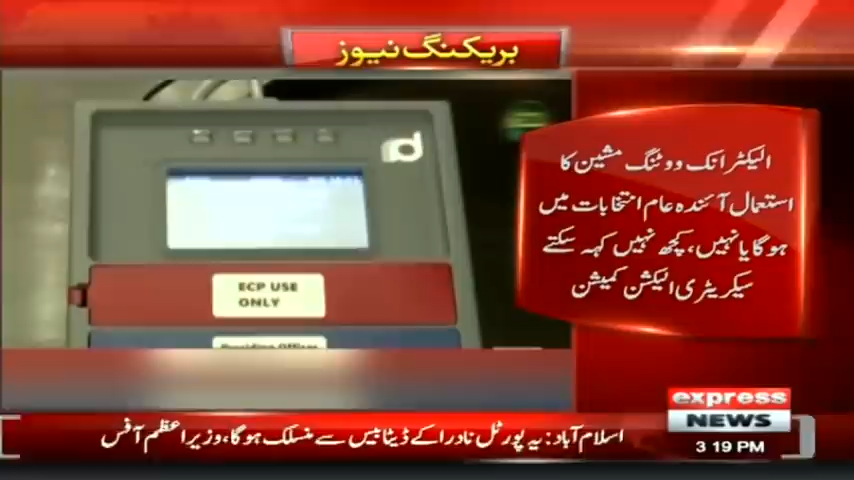 بریکنگ نیوز
الیکٹرانک ووٹنگ مشین کا
استعمال آئندہ عام انتخابات میں
ہوگا یا نہیں، کچھ نہیں کہہ سکتے
سیکریٹری الیکشن کمیشن
ECP USE
ONLY
Presiding Officer
express
NEWS
3 19 PM
اسلام آباد: یہ پورٹل نادرا کے ڈیٹابیس سے منسلک ہوگا، وزیراعظم آفس